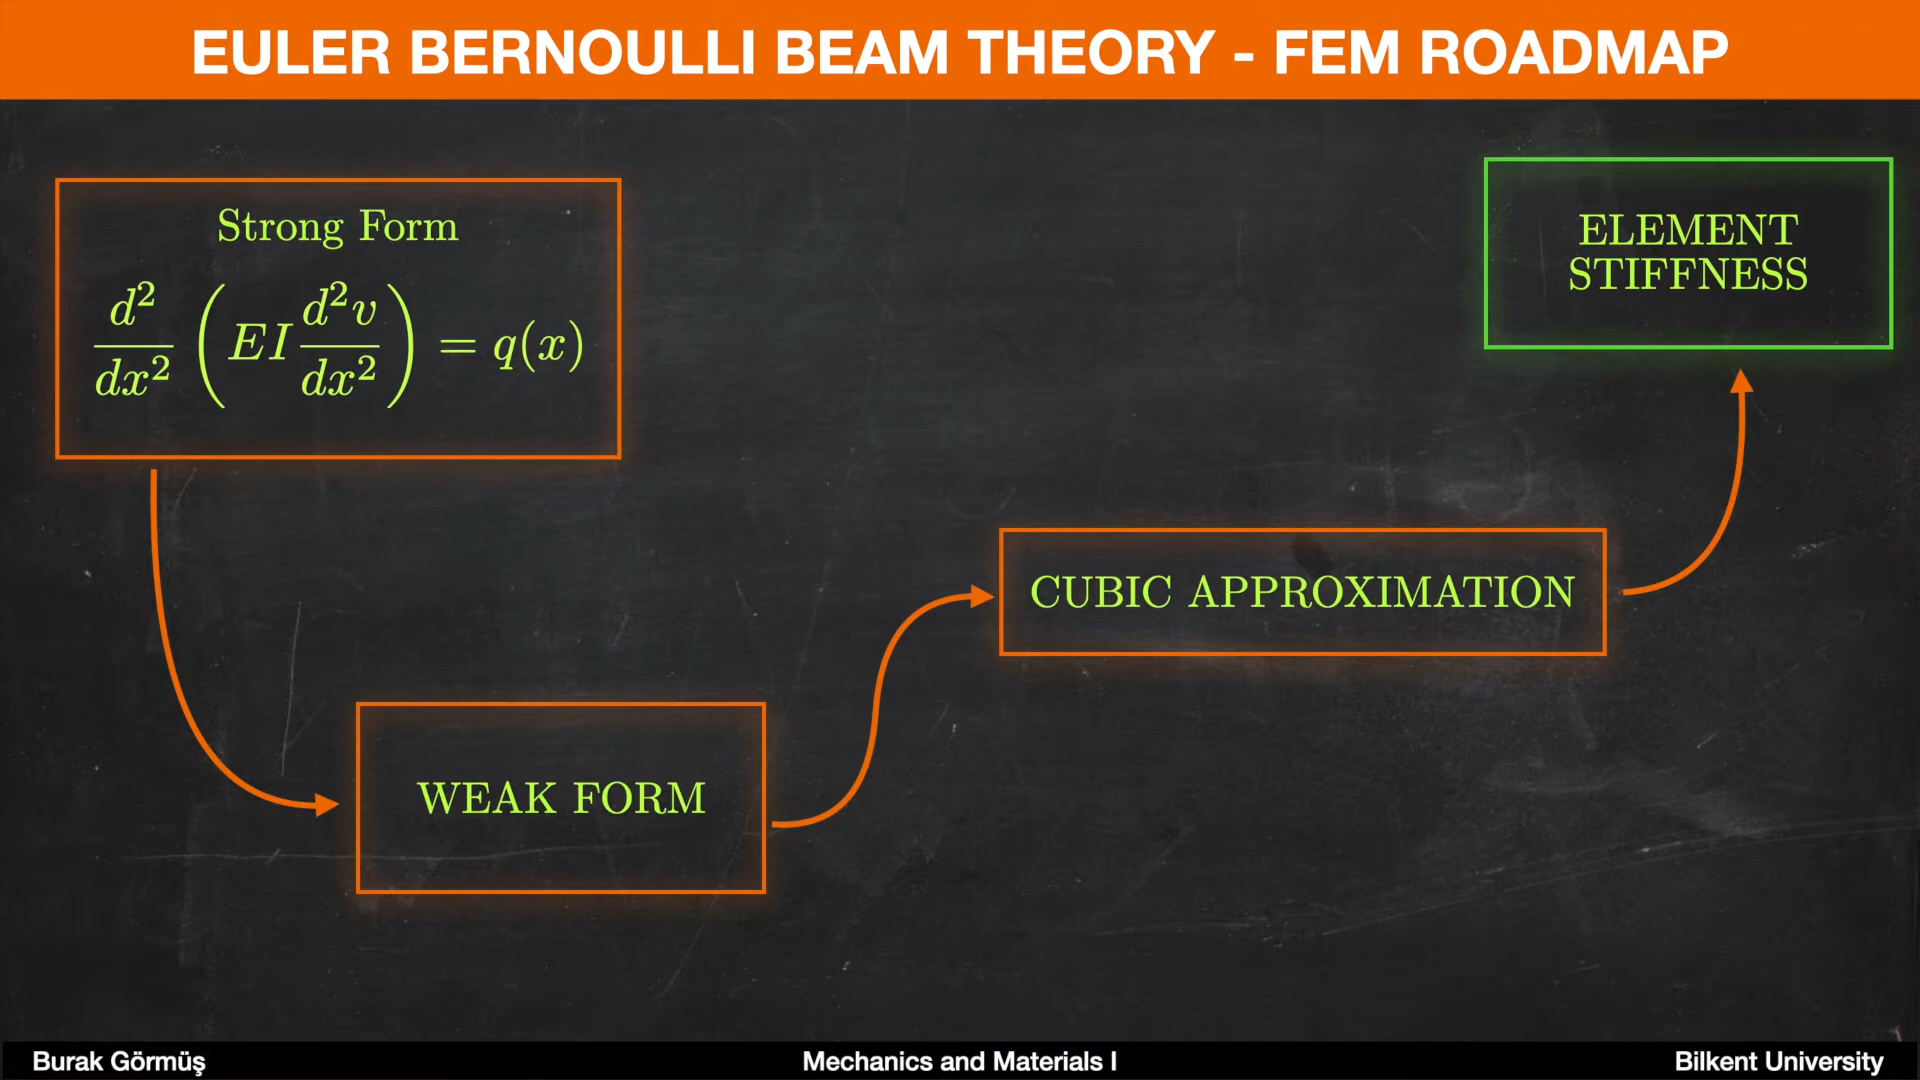 EULER BERNOULLI BEAM THEORY - FEM ROADMAP
Strong Form
d²/dx² (EI d²v/dx²) = q(x)
ELEMENT
STIFFNESS
CUBIC APPROXIMATION
WEAK FORM
Burak Görmüş
Mechanics and Materials I
Bilkent University